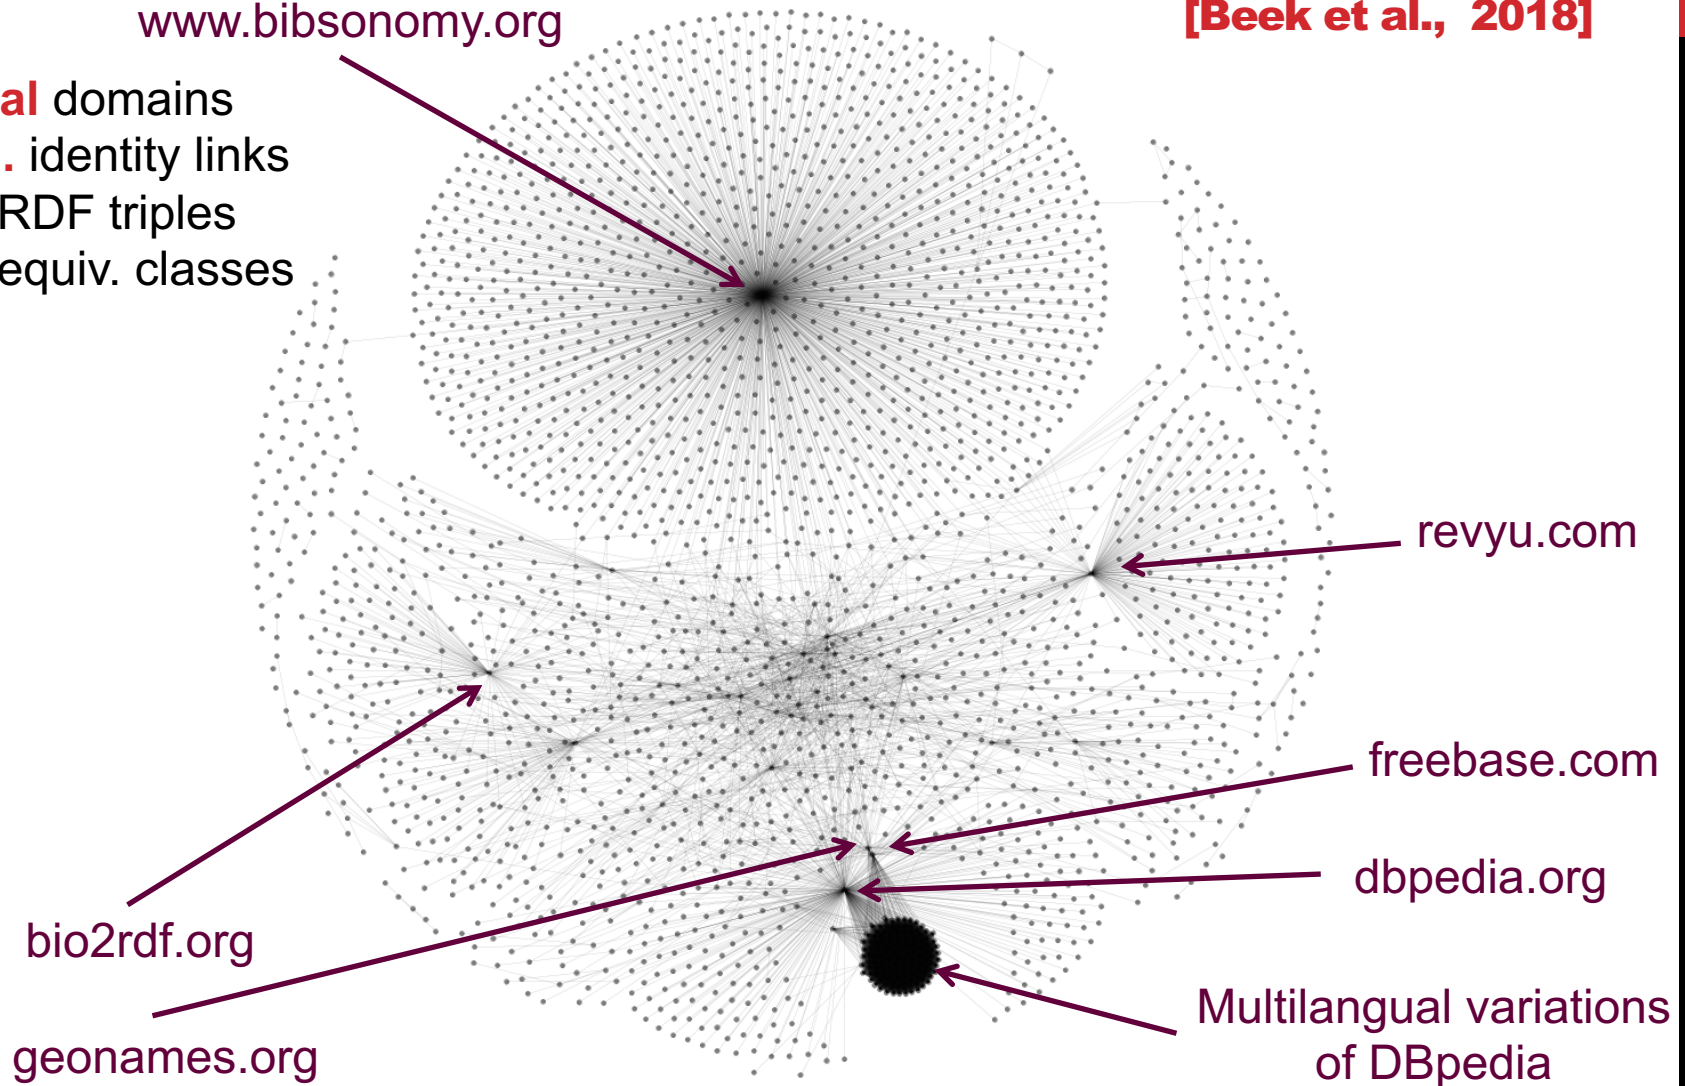 www.bibsonomy.org
[Beek et al., 2018]
al domains
. identity links
RDF triples
equiv. classes
revyu.com
freebase.com
dbpedia.org
bio2rdf.org
Multilangual variations
of DBpedia
geonames.org